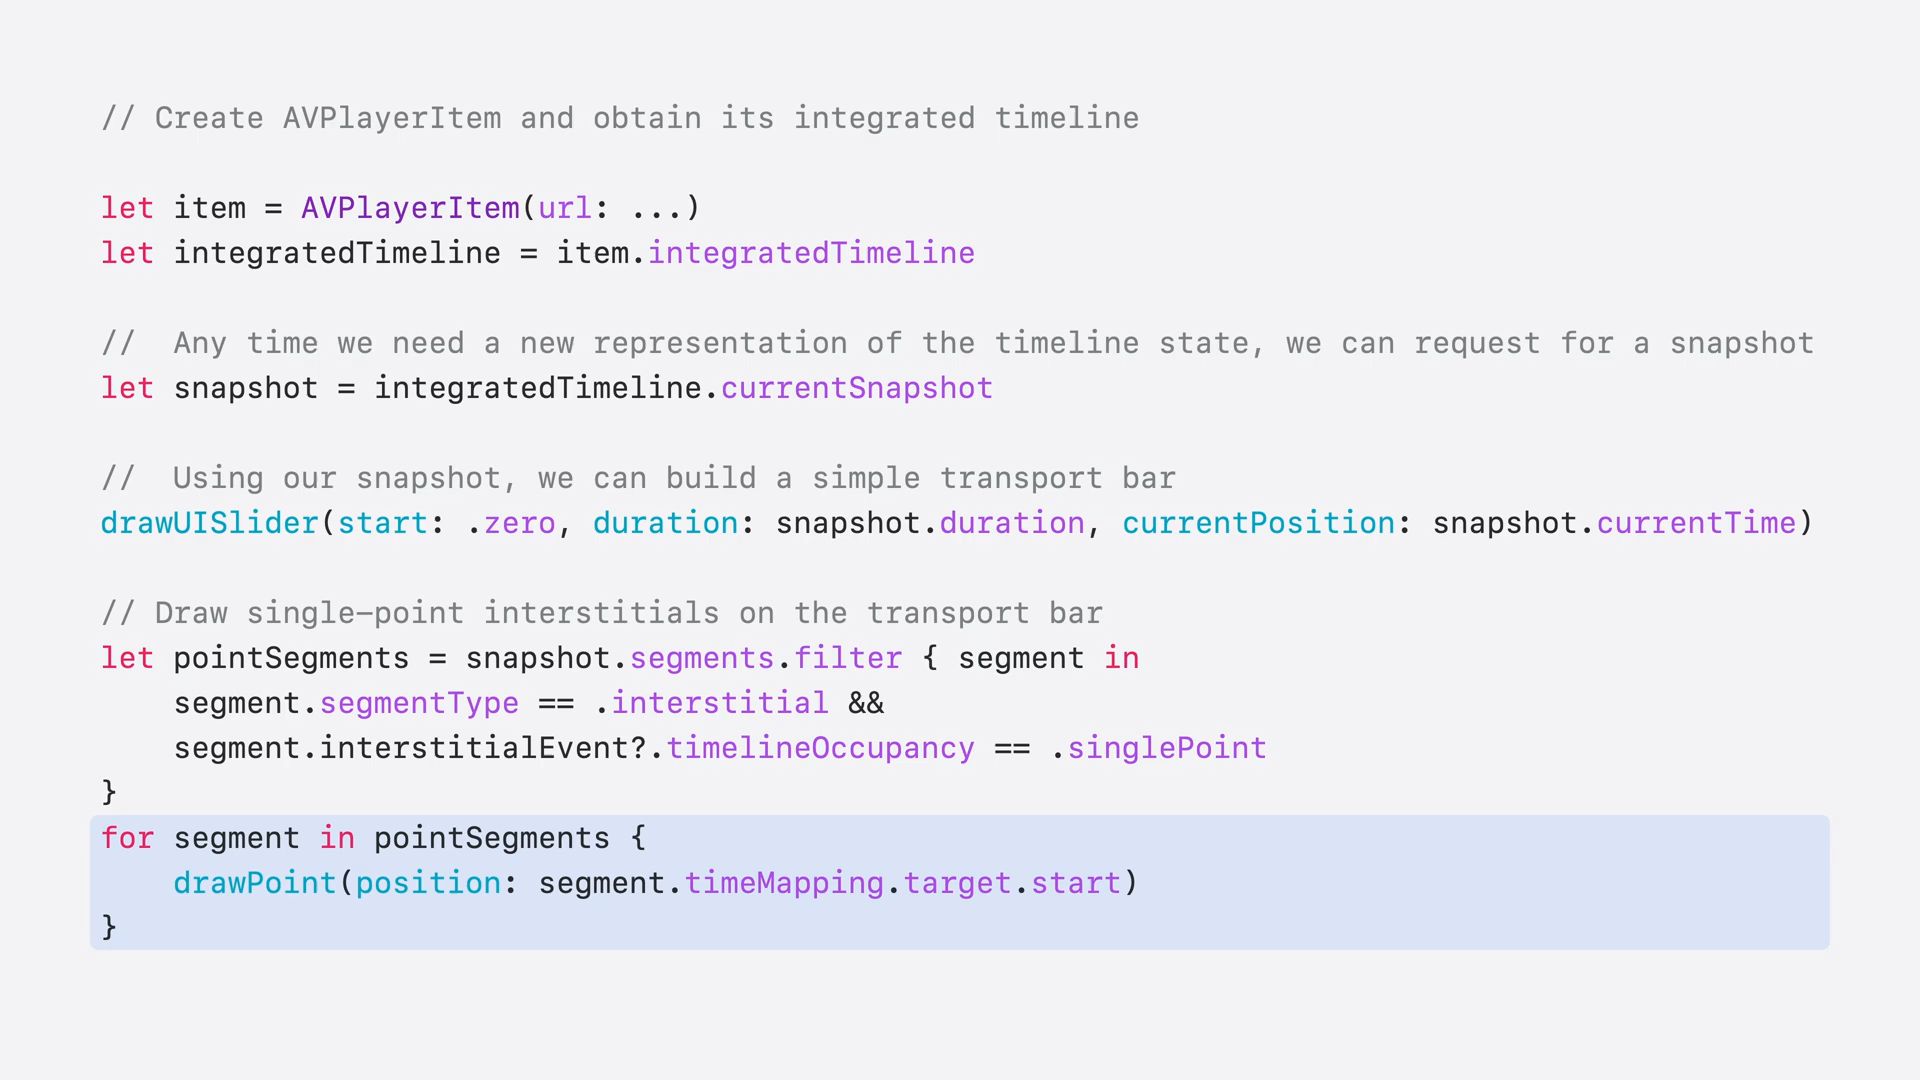 // Create AVPlayerItem and obtain its integrated timeline
let item = AVPlayerItem(url: ...)
let integratedTimeline = item.integratedTimeline
//  Any time we need a new representation of the timeline state, we can request for a snapshot
let snapshot = integratedTimeline.currentSnapshot
//  Using our snapshot, we can build a simple transport bar
drawUISlider(start: .zero, duration: snapshot.duration, currentPosition: snapshot.currentTime)
// Draw single–point interstitials on the transport bar
let pointSegments = snapshot.segments.filter { segment in
    segment.segmentType == .interstitial &&
    segment.interstitialEvent?.timelineOccupancy == .singlePoint
}
for segment in pointSegments {
    drawPoint(position: segment.timeMapping.target.start)
}